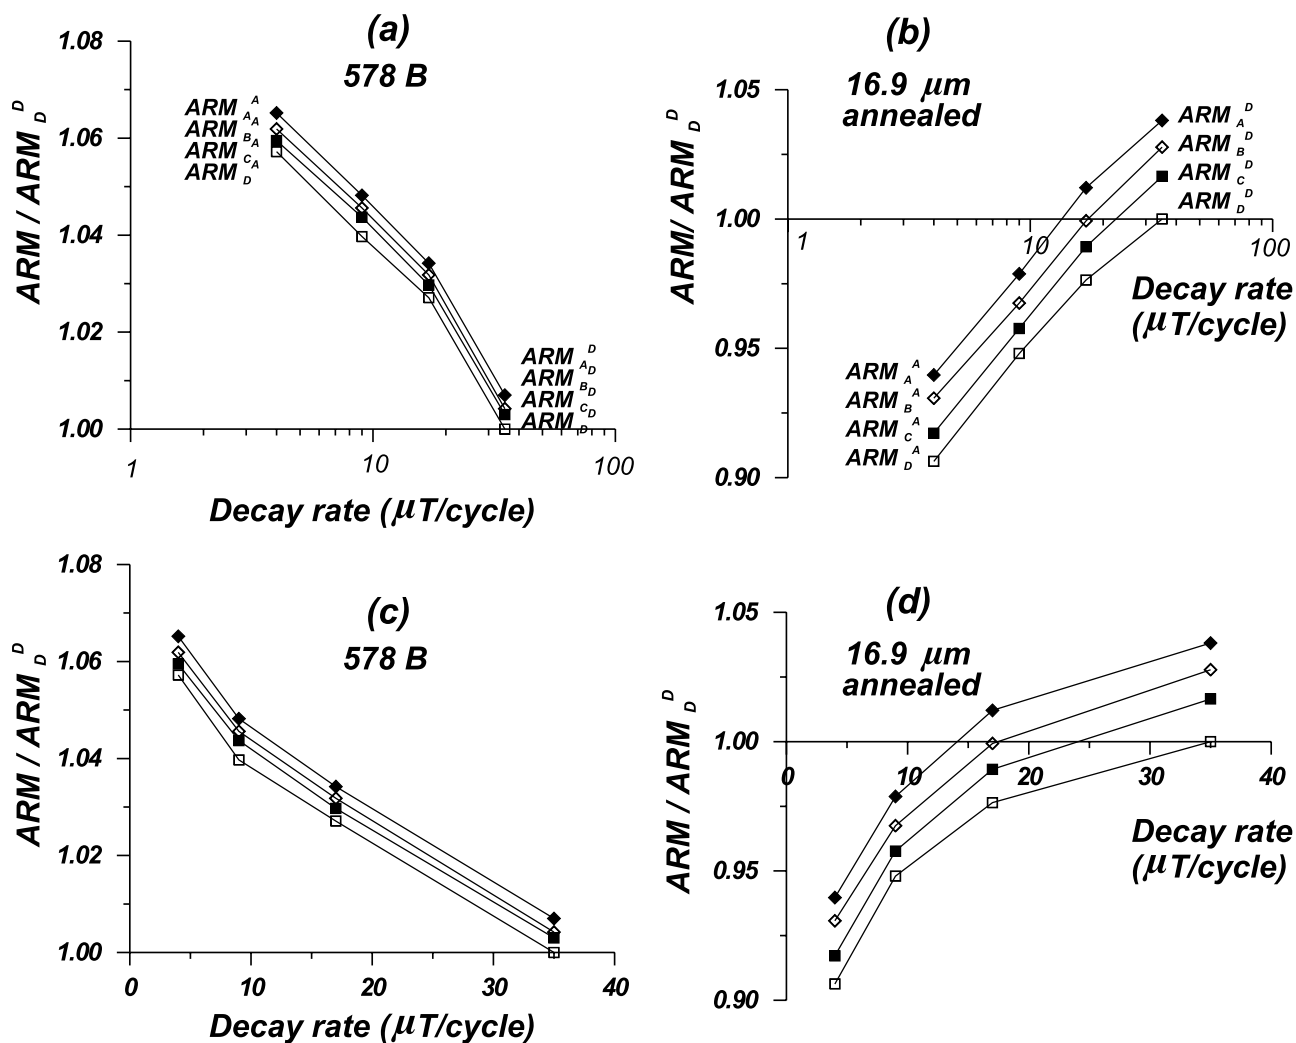 (a)
578 B
1.08
1.06
1.04
1.02
1.00
ARM / ARM D D
ARM A A
ARM B A
ARM C A
ARM D A
ARM A D
ARM B D
ARM C D
ARM D D
1 10 100
Decay rate (μT/cycle)
(b)
16.9 μm
annealed
1.05
1.00
0.95
0.90
ARM/ ARM D D
ARM A D
ARM B D
ARM C D
ARM D D
1 10 100
Decay rate
(μT/cycle)
ARM A A
ARM B A
ARM C A
ARM D A
(c)
578 B
1.08
1.06
1.04
1.02
1.00
ARM / ARM D D
0 10 20 30 40
Decay rate (μT/cycle)
(d)
16.9 μm
annealed
1.05
1.00
0.95
0.90
ARM / ARM D D
0 10 20 30 40
Decay rate
(μT/cycle)